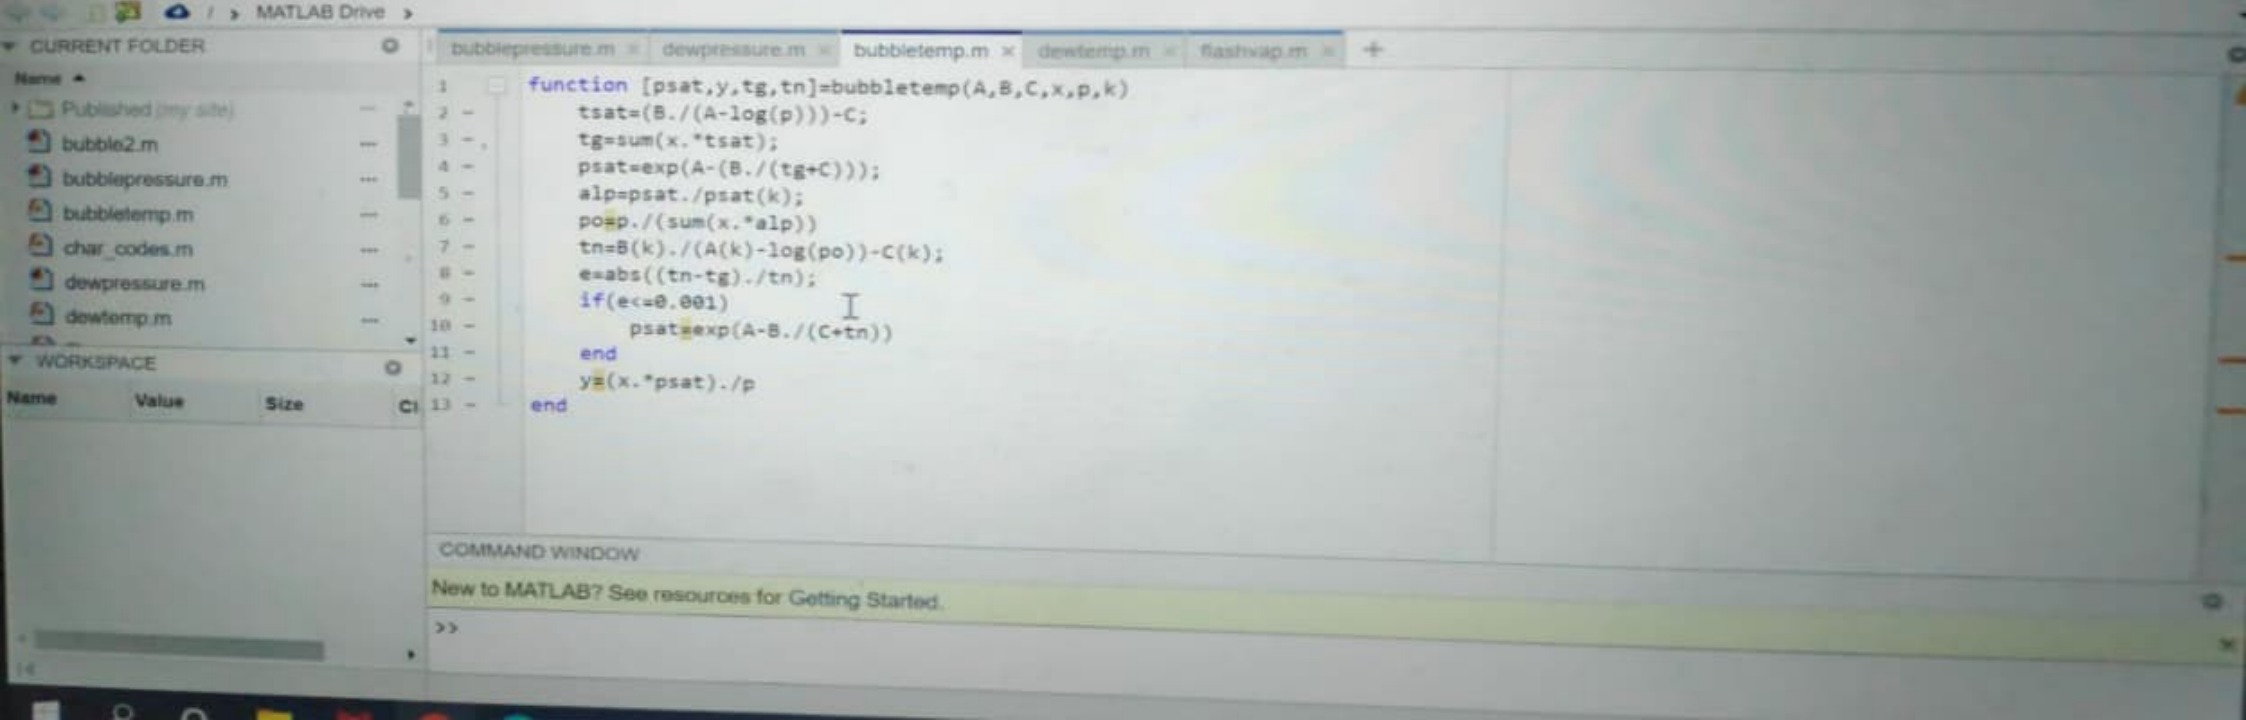 / > MATLAB Drive >
CURRENT FOLDER
Name
Published (my site)
bubble2.m
bubblepressure.m
bubbletemp.m
char_codes.m
dewpressure.m
dewtemp.m
WORKSPACE
Name Value Size
bubblepressure.m × dewpressure.m × bubbletemp.m × dewtemp.m × flashvap.m × +
1 function [psat,y,tg,tn]=bubbletemp(A,B,C,x,p,k)
2 - tsat=(B./(A-log(p)))-C;
3 - tg=sum(x.*tsat);
4 - psat=exp(A-(B./(tg+C)));
5 - alp=psat./psat(k);
6 - po=p./(sum(x.*alp))
7 - tn=B(k)./(A(k)-log(po))-C(k);
8 - e=abs((tn-tg)./tn);
9 - if(e<=0.001)
10 - psat=exp(A-B./(C+tn))
11 - end
12 - y=(x.*psat)./p
13 - end
COMMAND WINDOW
New to MATLAB? See resources for Getting Started.
>>